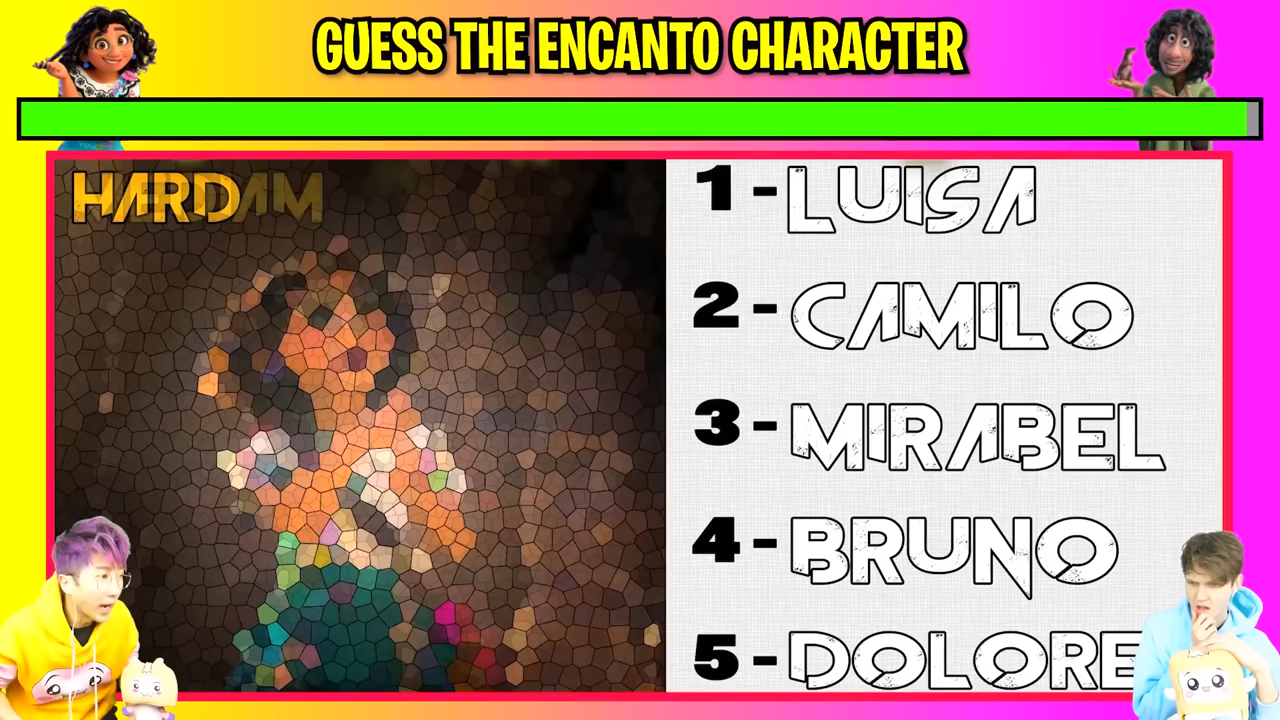 GUESS THE ENCANTO CHARACTER
HARD
1 - LUISA
2 - CAMILO
3 - MIRABEL
4 - BRUNO
5 - DOLORE